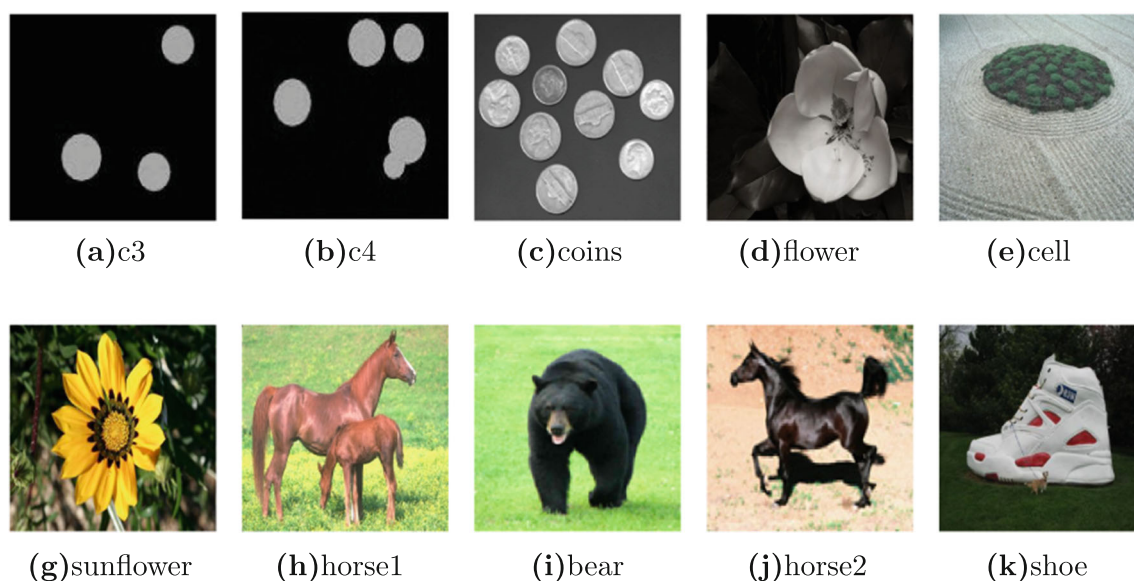 (a)c3
(b)c4
(c)coins
(d)flower
(e)cell
(g)sunflower
(h)horse1
(i)bear
(j)horse2
(k)shoe